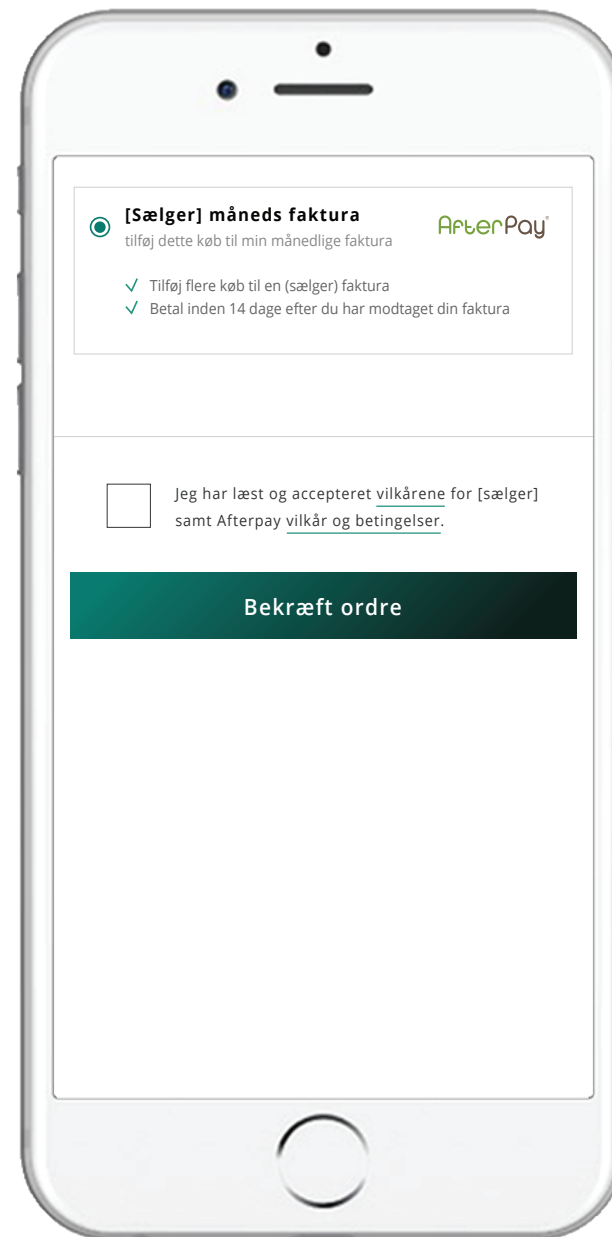 [Sælger] måneds faktura
AfterPay
tilføj dette køb til min månedlige faktura
Tilføj flere køb til en (sælger) faktura
Betal inden 14 dage efter du har modtaget din faktura
Jeg har læst og accepteret vilkårene for [sælger]
samt Afterpay vilkår og betingelser.
Bekræft ordre